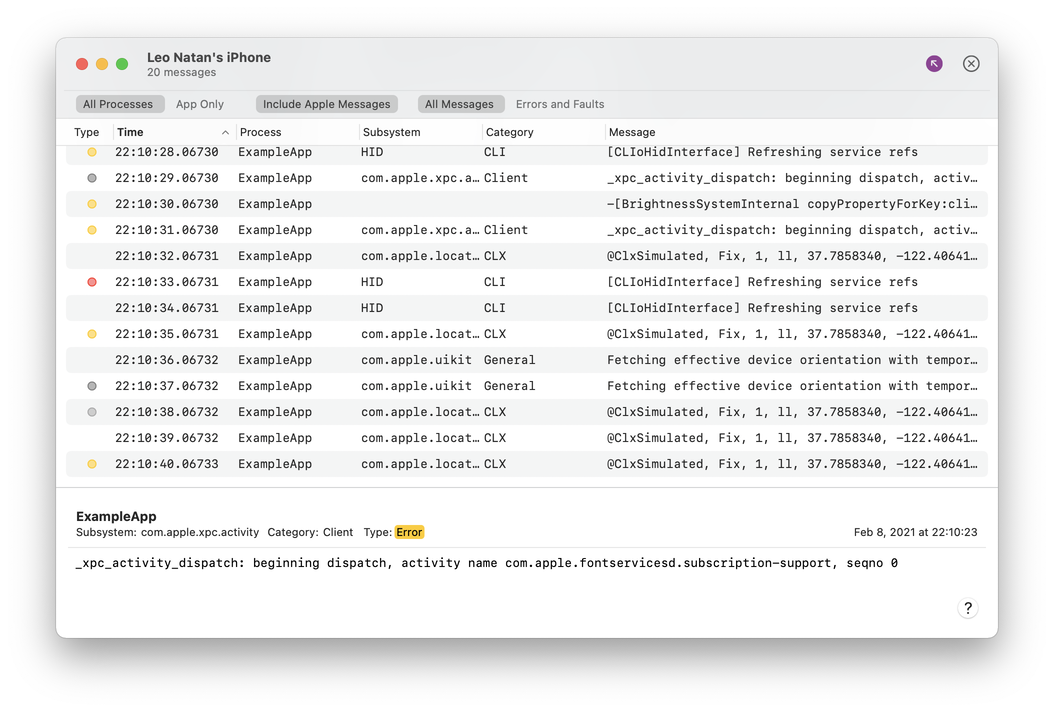 Leo Natan's iPhone
20 messages
All Processes App Only Include Apple Messages All Messages Errors and Faults
Type Time Process Subsystem Category Message
22:10:28.06730 ExampleApp HID CLI [CLIoHidInterface] Refreshing service refs
22:10:29.06730 ExampleApp com.apple.xpc.a… Client _xpc_activity_dispatch: beginning dispatch, activ…
22:10:30.06730 ExampleApp -[BrightnessSystemInternal copyPropertyForKey:cli…
22:10:31.06730 ExampleApp com.apple.xpc.a… Client _xpc_activity_dispatch: beginning dispatch, activ…
22:10:32.06731 ExampleApp com.apple.locat… CLX @ClxSimulated, Fix, 1, ll, 37.7858340, -122.40641…
22:10:33.06731 ExampleApp HID CLI [CLIoHidInterface] Refreshing service refs
22:10:34.06731 ExampleApp HID CLI [CLIoHidInterface] Refreshing service refs
22:10:35.06731 ExampleApp com.apple.locat… CLX @ClxSimulated, Fix, 1, ll, 37.7858340, -122.40641…
22:10:36.06732 ExampleApp com.apple.uikit General Fetching effective device orientation with tempor…
22:10:37.06732 ExampleApp com.apple.uikit General Fetching effective device orientation with tempor…
22:10:38.06732 ExampleApp com.apple.locat… CLX @ClxSimulated, Fix, 1, ll, 37.7858340, -122.40641…
22:10:39.06732 ExampleApp com.apple.locat… CLX @ClxSimulated, Fix, 1, ll, 37.7858340, -122.40641…
22:10:40.06733 ExampleApp com.apple.locat… CLX @ClxSimulated, Fix, 1, ll, 37.7858340, -122.40641…
ExampleApp
Subsystem: com.apple.xpc.activity Category: Client Type: Error Feb 8, 2021 at 22:10:23
_xpc_activity_dispatch: beginning dispatch, activity name com.apple.fontservicesd.subscription-support, seqno 0
?